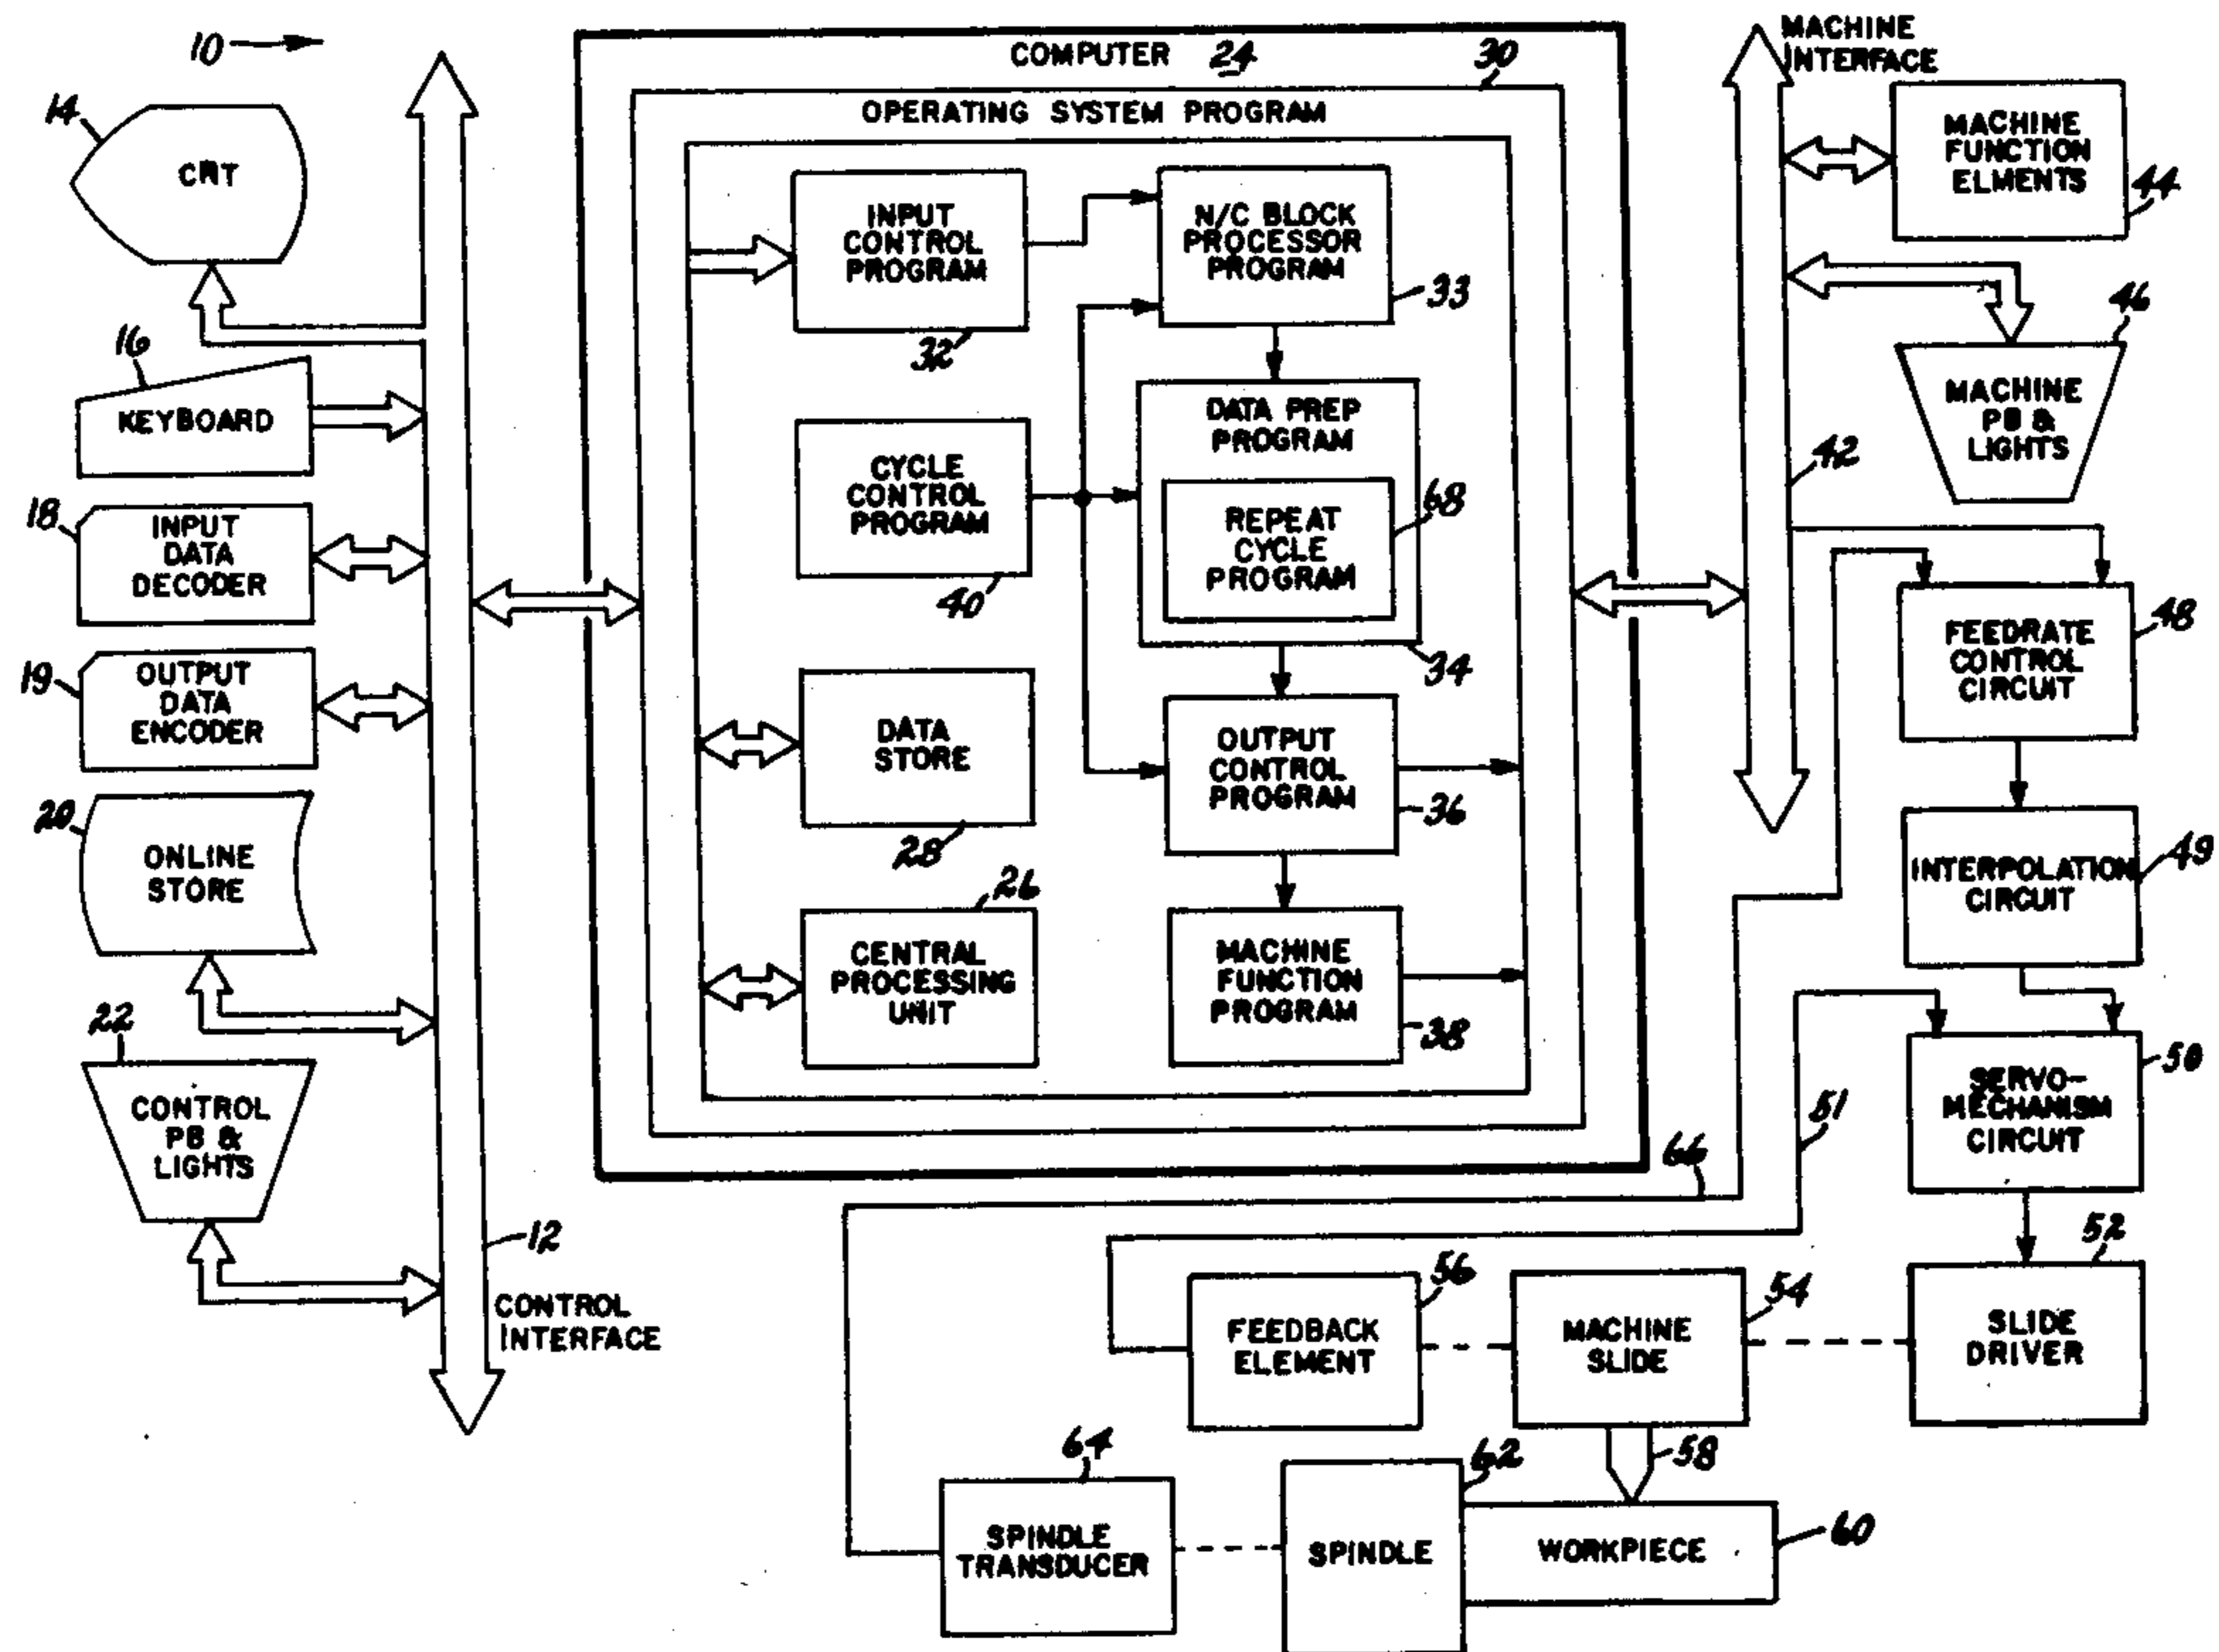 10
14
CRT
16
KEYBOARD
18
INPUT
DATA
DECODER
19
OUTPUT
DATA
ENCODER
20
ONLINE
STORE
22
CONTROL
PB &
LIGHTS
12
CONTROL
INTERFACE
COMPUTER 24
30
OPERATING SYSTEM PROGRAM
INPUT
CONTROL
PROGRAM
32
N/C BLOCK
PROCESSOR
PROGRAM
33
CYCLE
CONTROL
PROGRAM
40
DATA PREP
PROGRAM
REPEAT
CYCLE
PROGRAM
68
34
DATA
STORE
28
OUTPUT
CONTROL
PROGRAM
36
CENTRAL
PROCESSING
UNIT
26
MACHINE
FUNCTION
PROGRAM
38
MACHINE
INTERFACE
MACHINE
FUNCTION
ELMENTS
44
46
MACHINE
PB &
LIGHTS
42
FEEDRATE
CONTROL
CIRCUIT
48
INTERPOLATION
CIRCUIT
49
SERVO-
MECHANISM
CIRCUIT
50
51
66
52
SLIDE
DRIVER
54
MACHINE
SLIDE
56
FEEDBACK
ELEMENT
58
64
SPINDLE
TRANSDUCER
62
SPINDLE
WORKPIECE
60